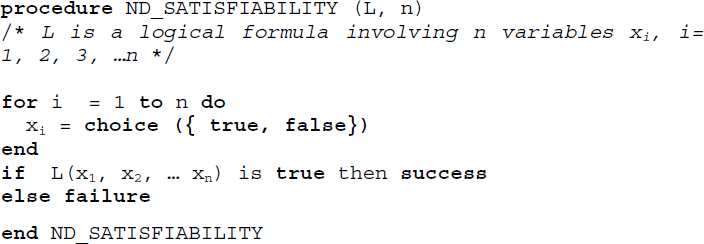 procedure ND_SATISFIABILITY (L, n)
/* L is a logical formula involving n variables xᵢ, i=
1, 2, 3, …n */
for i = 1 to n do
xᵢ = choice ({ true, false})
end
if L(x₁, x₂, … xₙ) is true then success
else failure
end ND_SATISFIABILITY